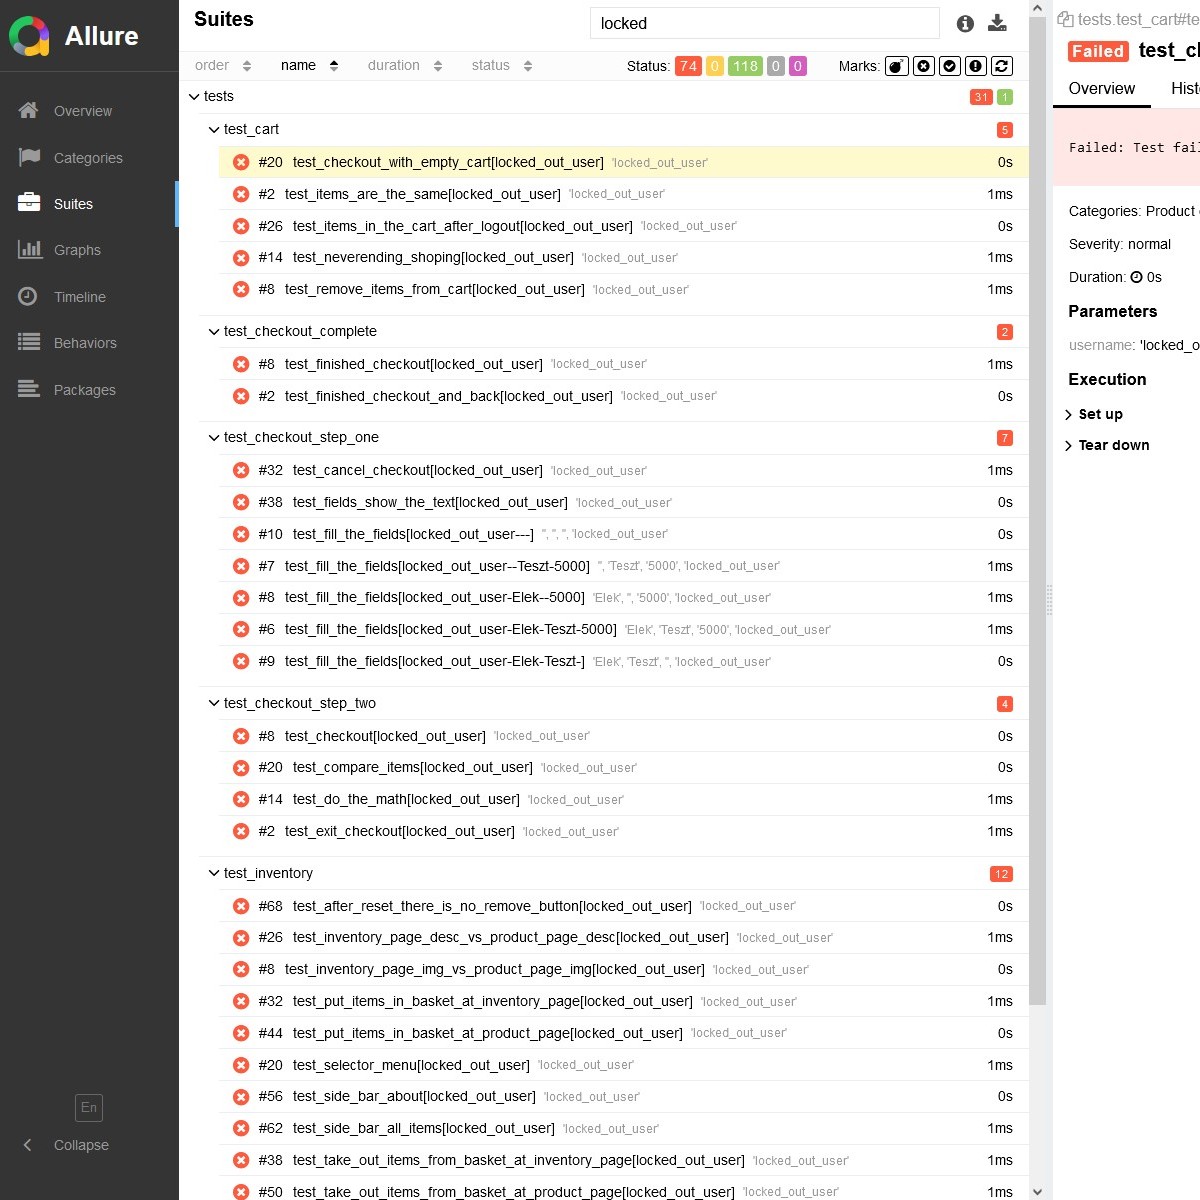 Allure
Overview
Categories
Suites
Graphs
Timeline
Behaviors
Packages
En
Collapse
Suites
locked
order name duration status Status: 74 0 118 0 0 Marks:
tests 31 1
test_cart 5
#20 test_checkout_with_empty_cart[locked_out_user] 'locked_out_user' 0s
#2 test_items_are_the_same[locked_out_user] 'locked_out_user' 1ms
#26 test_items_in_the_cart_after_logout[locked_out_user] 'locked_out_user' 0s
#14 test_neverending_shoping[locked_out_user] 'locked_out_user' 1ms
#8 test_remove_items_from_cart[locked_out_user] 'locked_out_user' 1ms
test_checkout_complete 2
#8 test_finished_checkout[locked_out_user] 'locked_out_user' 1ms
#2 test_finished_checkout_and_back[locked_out_user] 'locked_out_user' 0s
test_checkout_step_one 7
#32 test_cancel_checkout[locked_out_user] 'locked_out_user' 1ms
#38 test_fields_show_the_text[locked_out_user] 'locked_out_user' 0s
#10 test_fill_the_fields[locked_out_user---] '', '', '', 'locked_out_user' 0s
#7 test_fill_the_fields[locked_out_user--Teszt-5000] '', 'Teszt', '5000', 'locked_out_user' 1ms
#8 test_fill_the_fields[locked_out_user-Elek--5000] 'Elek', '', '5000', 'locked_out_user' 1ms
#6 test_fill_the_fields[locked_out_user-Elek-Teszt-5000] 'Elek', 'Teszt', '5000', 'locked_out_user' 1ms
#9 test_fill_the_fields[locked_out_user-Elek-Teszt-] 'Elek', 'Teszt', '', 'locked_out_user' 0s
test_checkout_step_two 4
#8 test_checkout[locked_out_user] 'locked_out_user' 0s
#20 test_compare_items[locked_out_user] 'locked_out_user' 0s
#14 test_do_the_math[locked_out_user] 'locked_out_user' 1ms
#2 test_exit_checkout[locked_out_user] 'locked_out_user' 1ms
test_inventory 12
#68 test_after_reset_there_is_no_remove_button[locked_out_user] 'locked_out_user' 0s
#26 test_inventory_page_desc_vs_product_page_desc[locked_out_user] 'locked_out_user' 1ms
#8 test_inventory_page_img_vs_product_page_img[locked_out_user] 'locked_out_user' 0s
#32 test_put_items_in_basket_at_inventory_page[locked_out_user] 'locked_out_user' 1ms
#44 test_put_items_in_basket_at_product_page[locked_out_user] 'locked_out_user' 0s
#20 test_selector_menu[locked_out_user] 'locked_out_user' 1ms
#56 test_side_bar_about[locked_out_user] 'locked_out_user' 0s
#62 test_side_bar_all_items[locked_out_user] 'locked_out_user' 1ms
#38 test_take_out_items_from_basket_at_inventory_page[locked_out_user] 'locked_out_user' 1ms
#50 test_take_out_items_from_basket_at_product_page[locked_out_user] 'locked_out_user' 1ms
tests.test_cart#te
Failed test_cl
Overview Histo
Failed: Test fail
Categories: Product
Severity: normal
Duration: 0s
Parameters
username: 'locked_o
Execution
Set up
Tear down